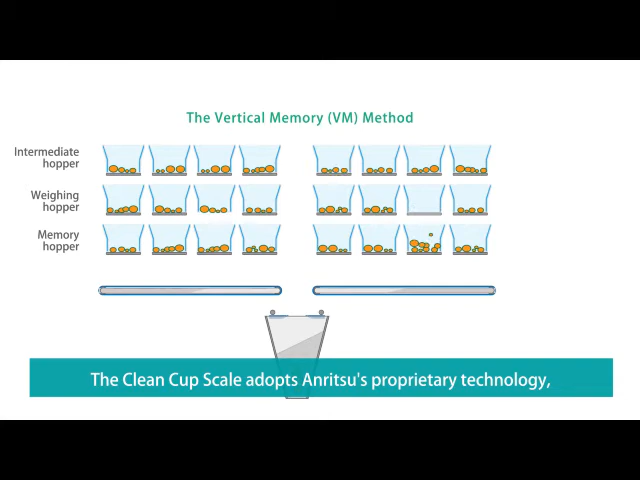 The Vertical Memory (VM) Method
Intermediate
hopper
Weighing
hopper
Memory
hopper
The Clean Cup Scale adopts Anritsu's proprietary technology,